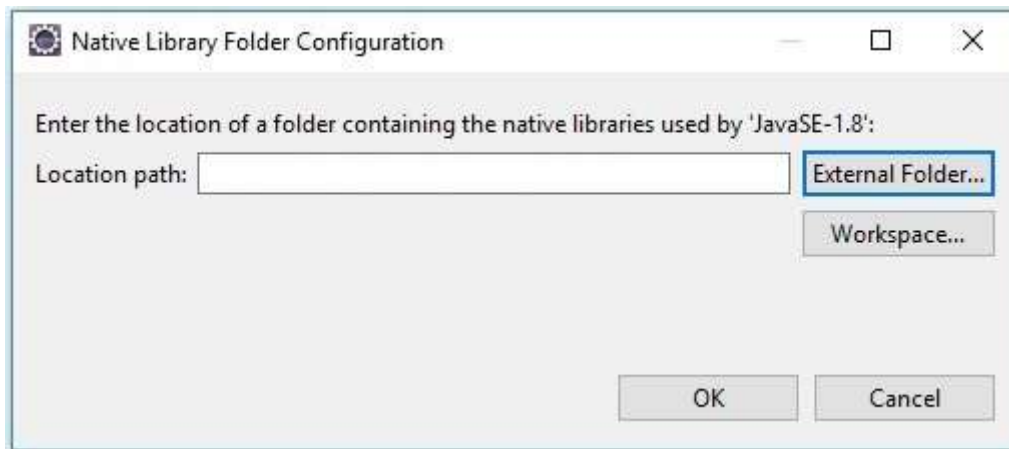 Native Library Folder Configuration
Enter the location of a folder containing the native libraries used by 'JavaSE-1.8':
Location path: External Folder...
Workspace...
OK Cancel